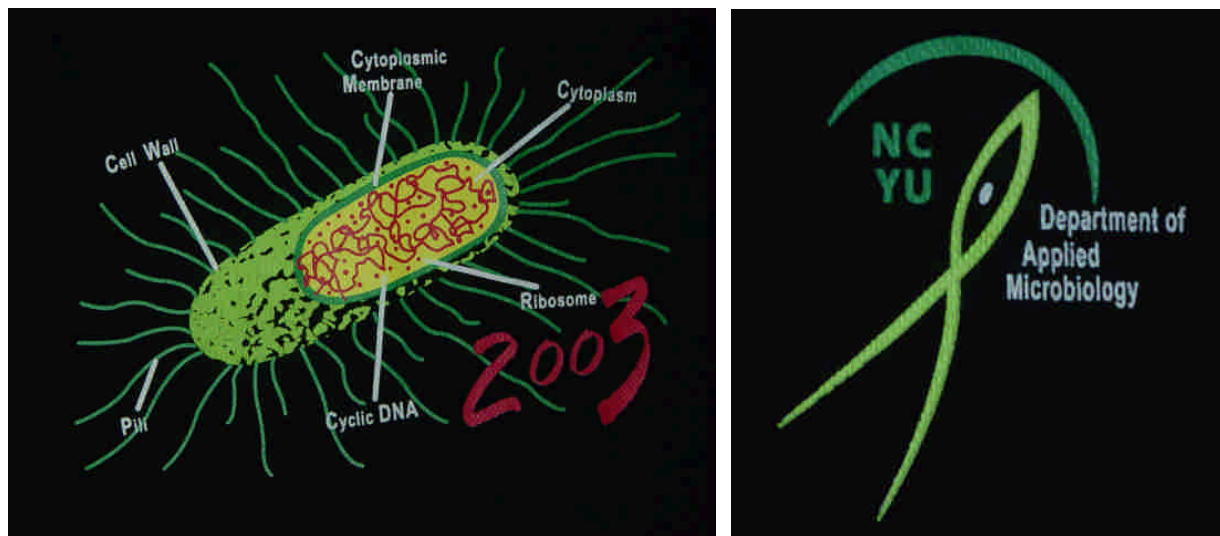 Cytoplasmic
Membrane
Cytoplasm
Cell Wall
Ribosome
2003
Pili
Cyclic DNA
NC
YU
Department of
Applied
Microbiology